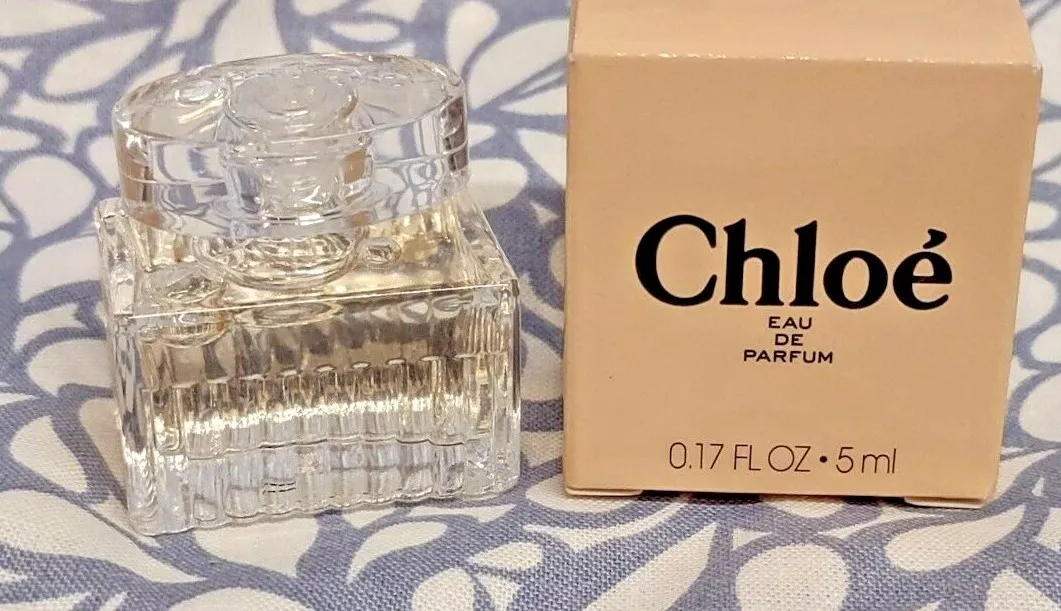 Chloé
EAU
DE
PARFUM
0.17 FL OZ • 5 ml